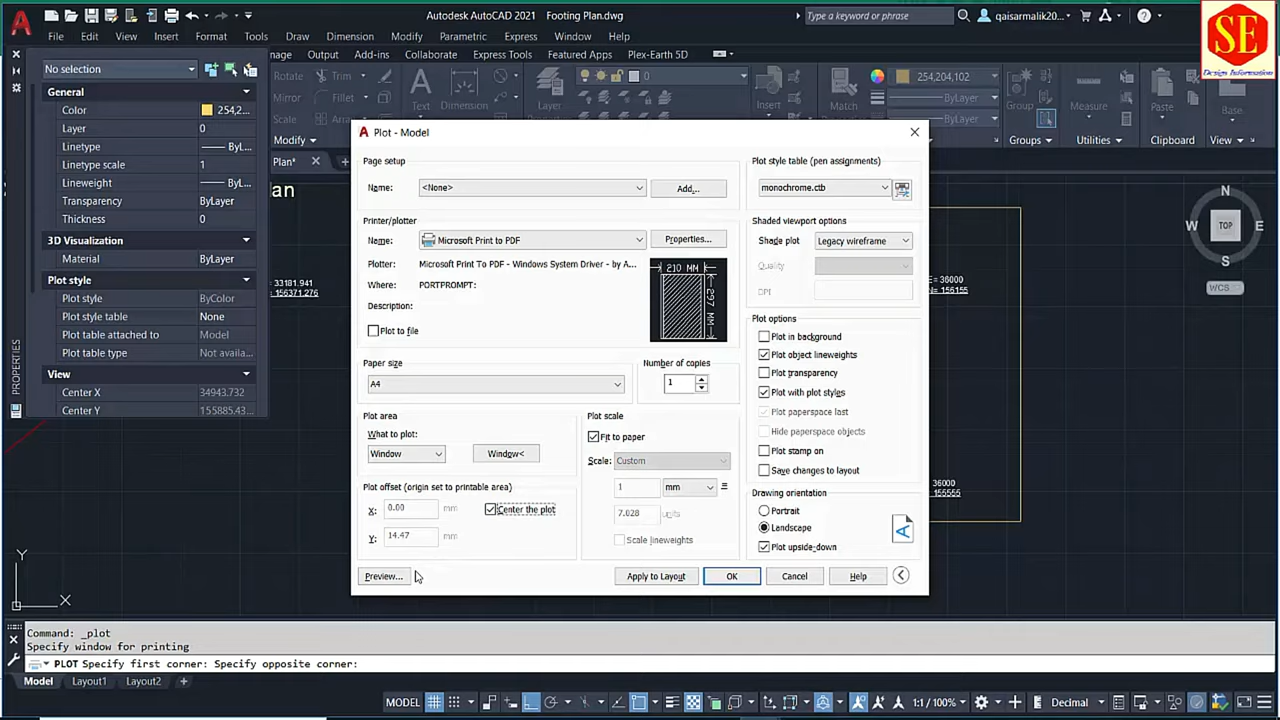 Autodesk AutoCAD 2021 Footing Plan.dwg
Type a keyword or phrase
qaisarmalik20...
SE
Design Information
File Edit View Insert Format Tools Draw Dimension Modify Parametric Express Window Help
Image Output Add-ins Collaborate Express Tools Featured Apps Plex-Earth 5D
No selection
Rotate Trim
Mirror Fillet
Text Dimension
Layer
0
Insert
Match
254,204,...
ByLayer
ByLayer
Group
Measure
Paste
Base
Modify
Groups Utilities Clipboard View
General
Color 254,2...
Layer 0
Linetype ByL...
Linetype scale 1
Lineweight ByL...
Transparency ByLayer
Thickness 0
3D Visualization
Material ByLayer
Plot style
Plot style ByColor
Plot style table None
Plot table attached to Model
Plot table type Not availa...
View
Center X 34943.732
Center Y 155885.43...
PROPERTIES
Plan*
an
= 33181.941
= 156371.276
Plot - Model
Page setup
Name: <None> Add...
Printer/plotter
Name: Microsoft Print to PDF Properties...
Plotter: Microsoft Print To PDF - Windows System Driver - by A...
Where: PORTPROMPT:
Description:
Plot to file
210 MM
297 MM
Paper size
A4
Number of copies
1
Plot area
What to plot:
Window Window<
Plot scale
Fit to paper
Scale: Custom
1 mm =
7.028 units
Scale lineweights
Plot offset (origin set to printable area)
X: 0.00 mm Center the plot
Y: 14.47 mm
Plot style table (pen assignments)
monochrome.ctb
Shaded viewport options
Shade plot Legacy wireframe
Quality
DPI
Plot options
Plot in background
Plot object lineweights
Plot transparency
Plot with plot styles
Plot paperspace last
Hide paperspace objects
Plot stamp on
Save changes to layout
Drawing orientation
Portrait
Landscape
A
Plot upside-down
Preview... Apply to Layout OK Cancel Help
E= 36000
N= 15615
36000
155555
N
W TOP E
S
WCS
Y
X
Command: _plot
Specify window for printing
PLOT Specify first corner: Specify opposite corner:
Model Layout1 Layout2 +
MODEL 1:1 / 100% Decimal